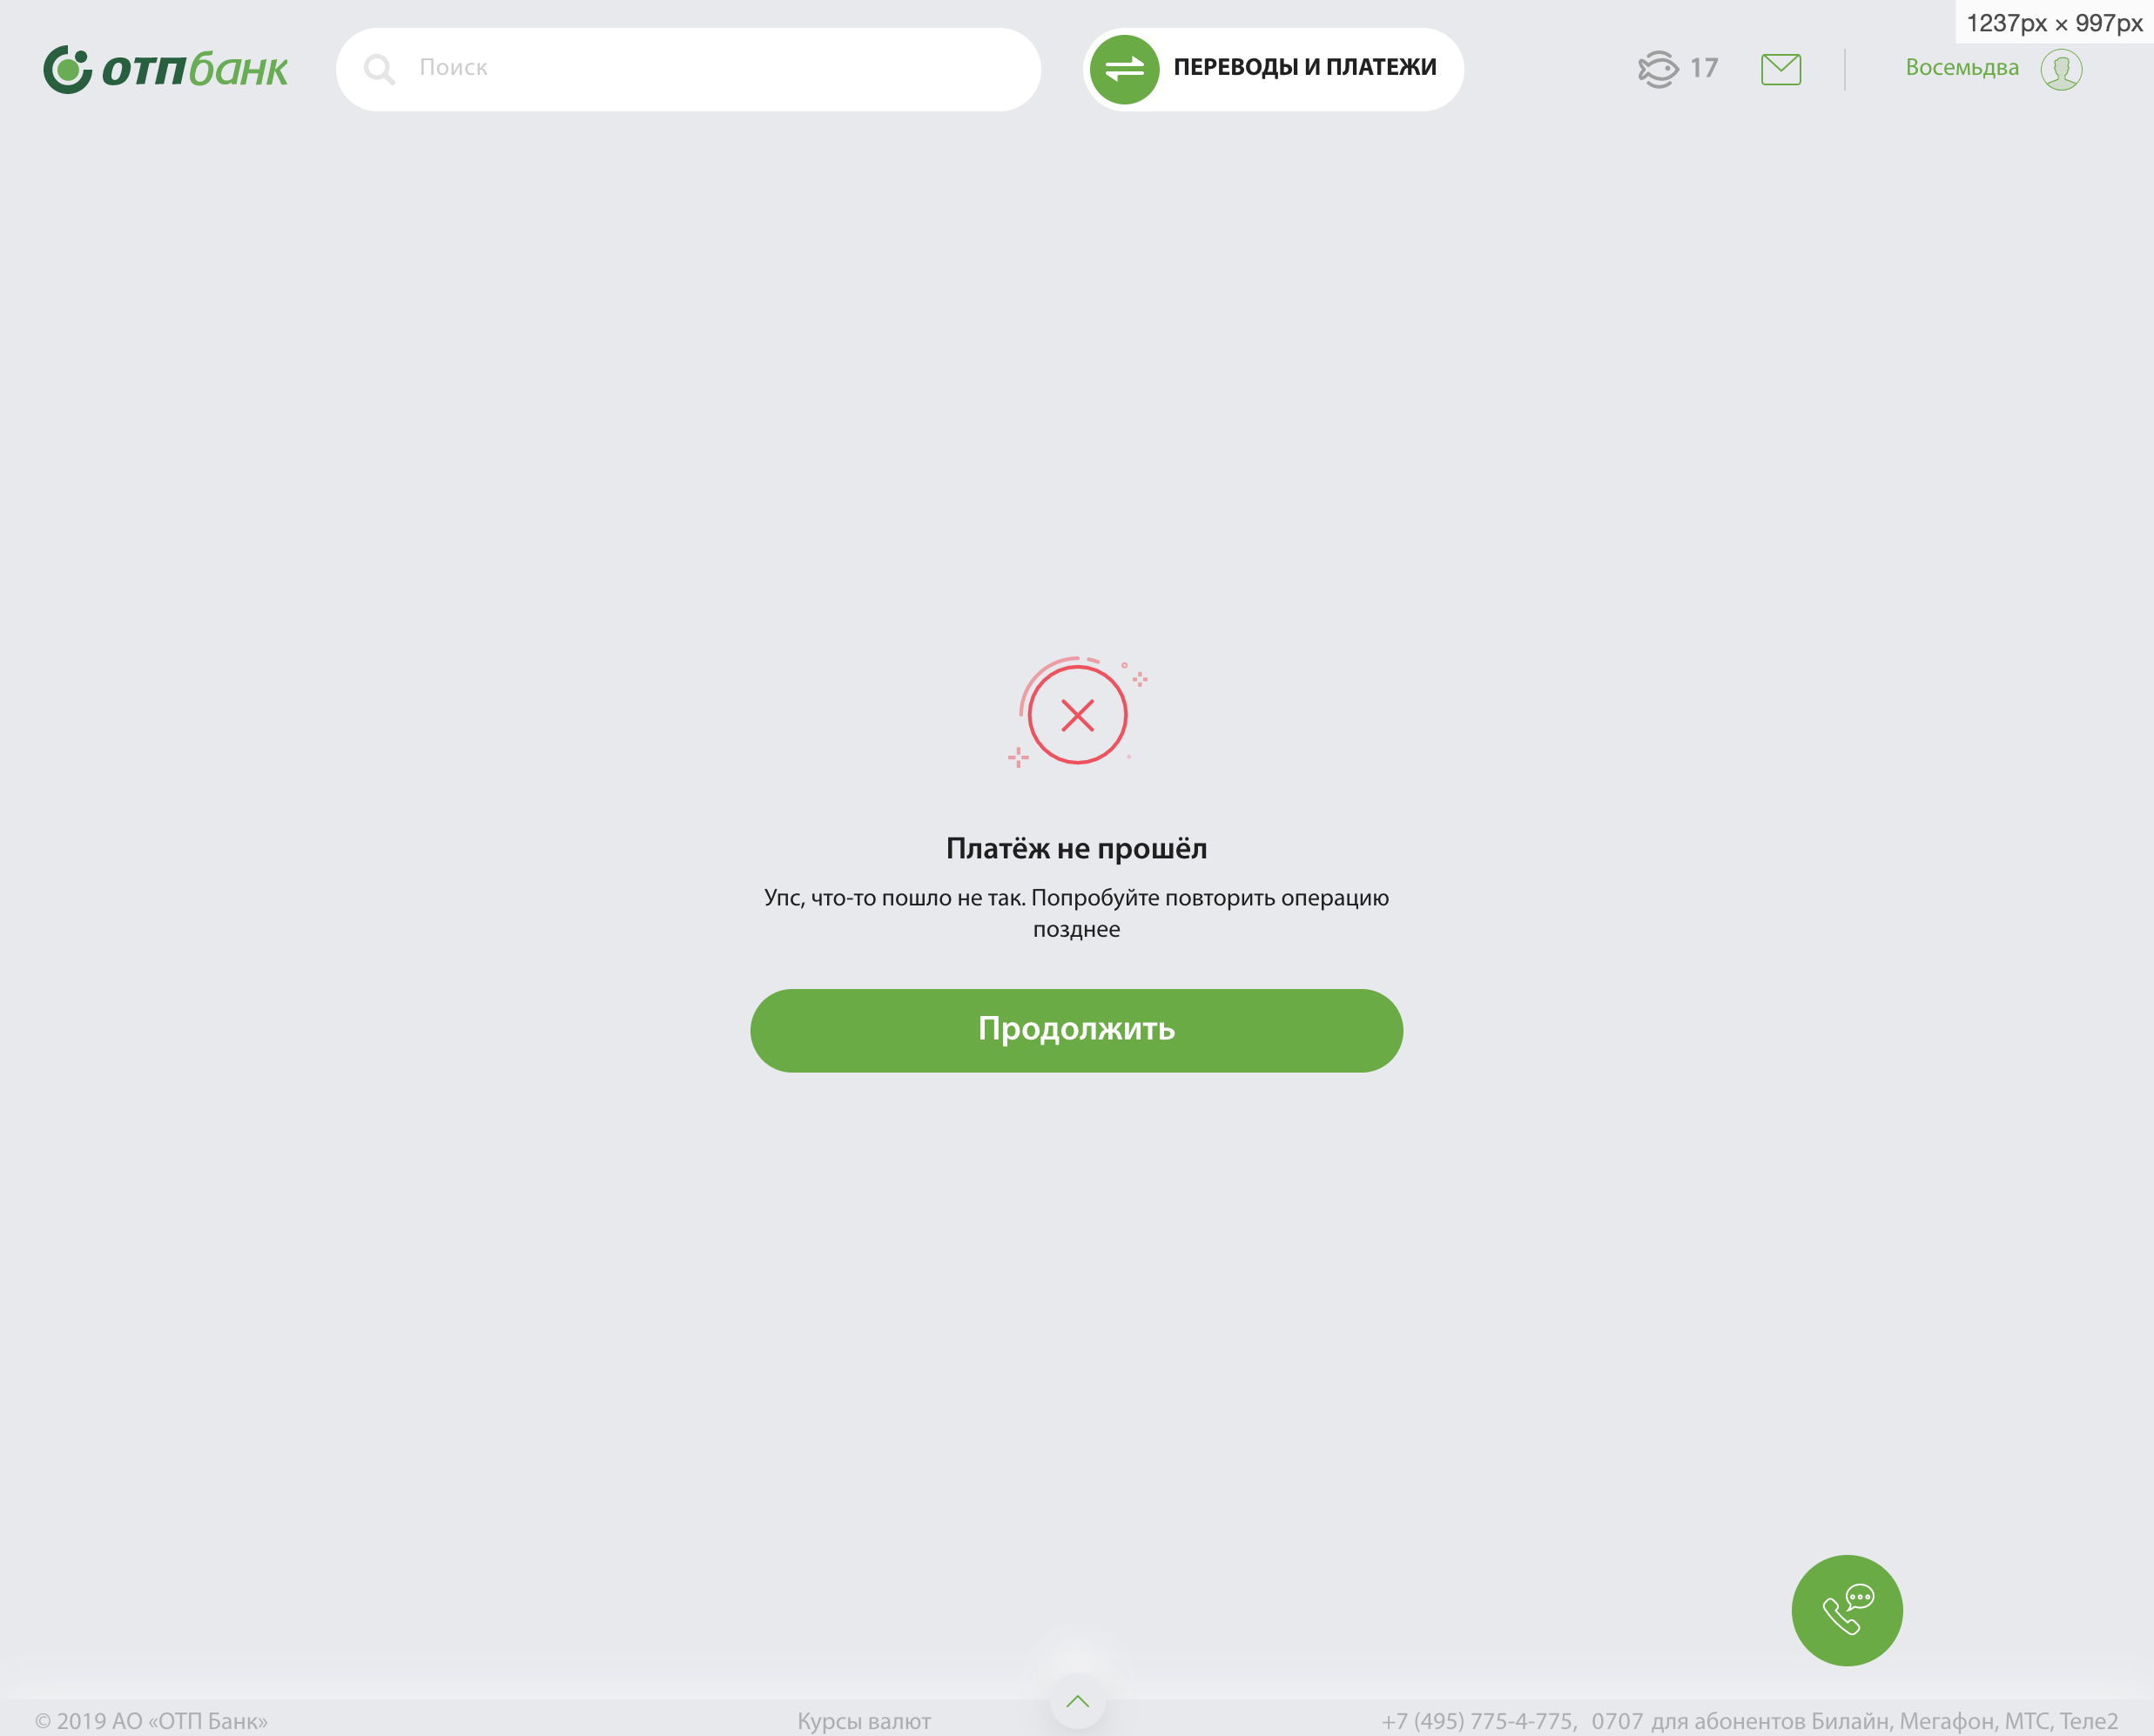 1237px × 997px
отпбанк
Поиск
ПЕРЕВОДЫ И ПЛАТЕЖИ
17
Восемьдва
Платёж не прошёл
Упс, что-то пошло не так. Попробуйте повторить операцию
позднее
Продолжить
© 2019 АО «ОТП Банк»
Курсы валют
+7 (495) 775-4-775, 0707 для абонентов Билайн, Мегафон, МТС, Теле2